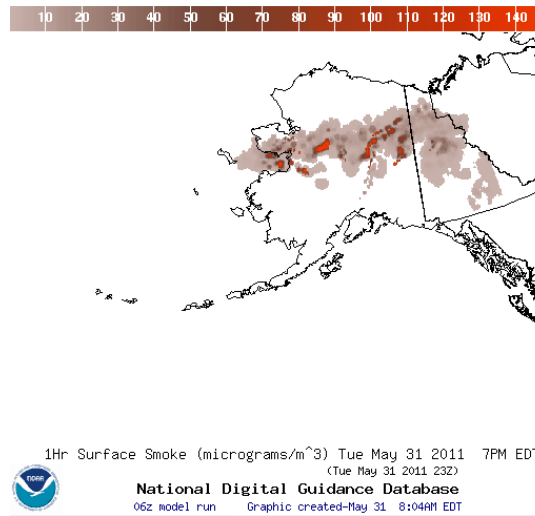 10 20 30 40 50 60 70 80 90 100 110 120 130 140
1Hr Surface Smoke (micrograms/m^3) Tue May 31 2011 7PM EDT
(Tue May 31 2011 23Z)
NOAA
National Digital Guidance Database
06z model run Graphic created-May 31 8:04AM EDT